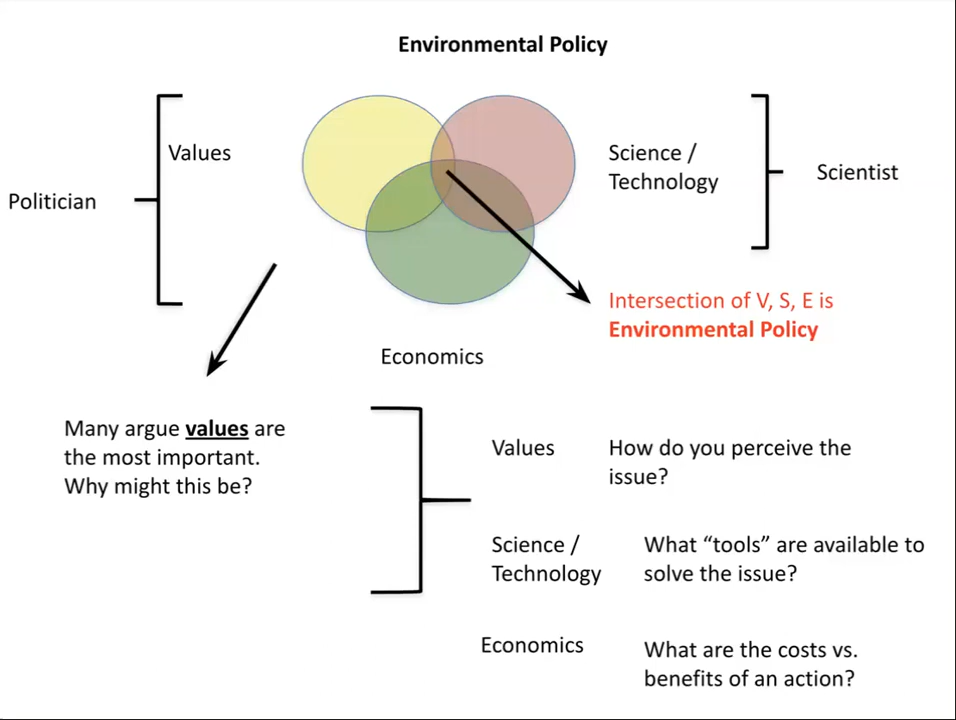 Environmental Policy
Values
Science /
Technology
Scientist
Politician
Intersection of V, S, E is
Environmental Policy
Economics
Many argue values are
the most important.
Why might this be?
Values
How do you perceive the
issue?
Science /
Technology
What “tools” are available to
solve the issue?
Economics
What are the costs vs.
benefits of an action?